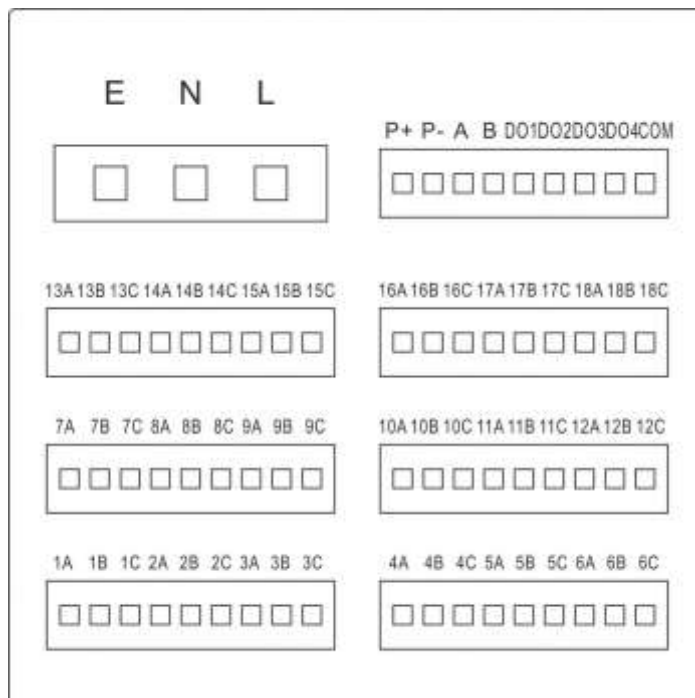 E N L
P+ P- A B DO1DO2DO3DO4COM
13A 13B 13C 14A 14B 14C 15A 15B 15C
16A 16B 16C 17A 17B 17C 18A 18B 18C
7A 7B 7C 8A 8B 8C 9A 9B 9C
10A 10B 10C 11A 11B 11C 12A 12B 12C
1A 1B 1C 2A 2B 2C 3A 3B 3C
4A 4B 4C 5A 5B 5C 6A 6B 6C